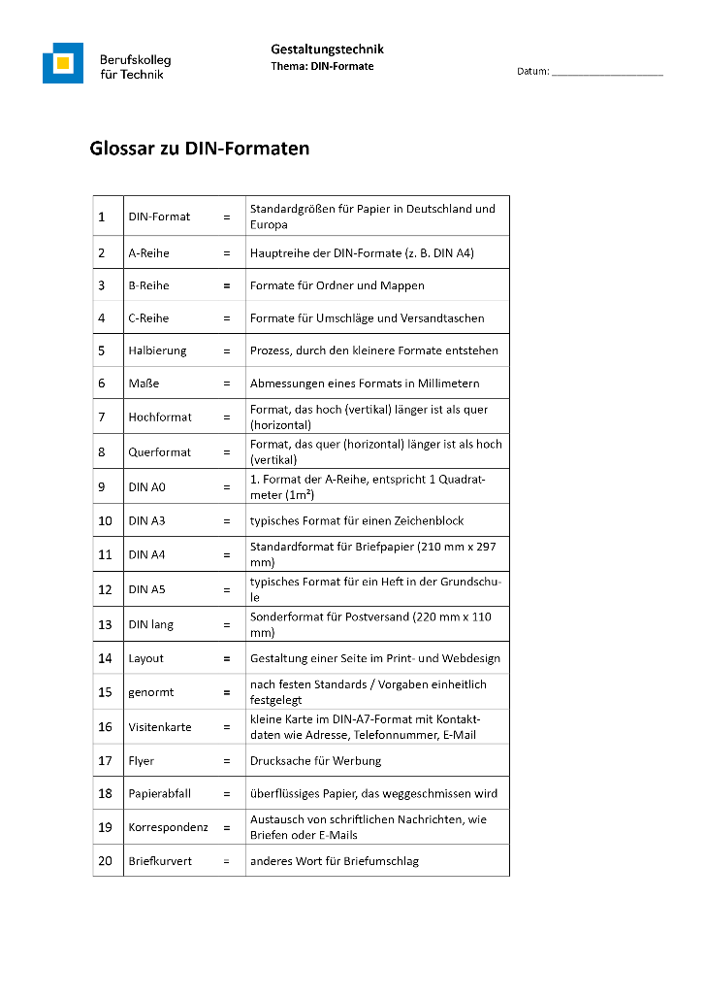 Berufskolleg
für Technik
Gestaltungstechnik
Thema: DIN-Formate
Datum: ____________________
Glossar zu DIN-Formaten
1 DIN-Format = Standardgrößen für Papier in Deutschland und
Europa
2 A-Reihe = Hauptreihe der DIN-Formate (z. B. DIN A4)
3 B-Reihe = Formate für Ordner und Mappen
4 C-Reihe = Formate für Umschläge und Versandtaschen
5 Halbierung = Prozess, durch den kleinere Formate entstehen
6 Maße = Abmessungen eines Formats in Millimetern
7 Hochformat = Format, das hoch (vertikal) länger ist als quer
(horizontal)
8 Querformat = Format, das quer (horizontal) länger ist als hoch
(vertikal)
9 DIN A0 = 1. Format der A-Reihe, entspricht 1 Quadrat-
meter (1m²)
10 DIN A3 = typisches Format für einen Zeichenblock
11 DIN A4 = Standardformat für Briefpapier (210 mm x 297
mm)
12 DIN A5 = typisches Format für ein Heft in der Grundschu-
le
13 DIN lang = Sonderformat für Postversand (220 mm x 110
mm)
14 Layout = Gestaltung einer Seite im Print- und Webdesign
15 genormt = nach festen Standards / Vorgaben einheitlich
festgelegt
16 Visitenkarte = kleine Karte im DIN-A7-Format mit Kontakt-
daten wie Adresse, Telefonnummer, E-Mail
17 Flyer = Drucksache für Werbung
18 Papierabfall = überflüssiges Papier, das weggeschmissen wird
19 Korrespondenz = Austausch von schriftlichen Nachrichten, wie
Briefen oder E-Mails
20 Briefkurvert = anderes Wort für Briefumschlag